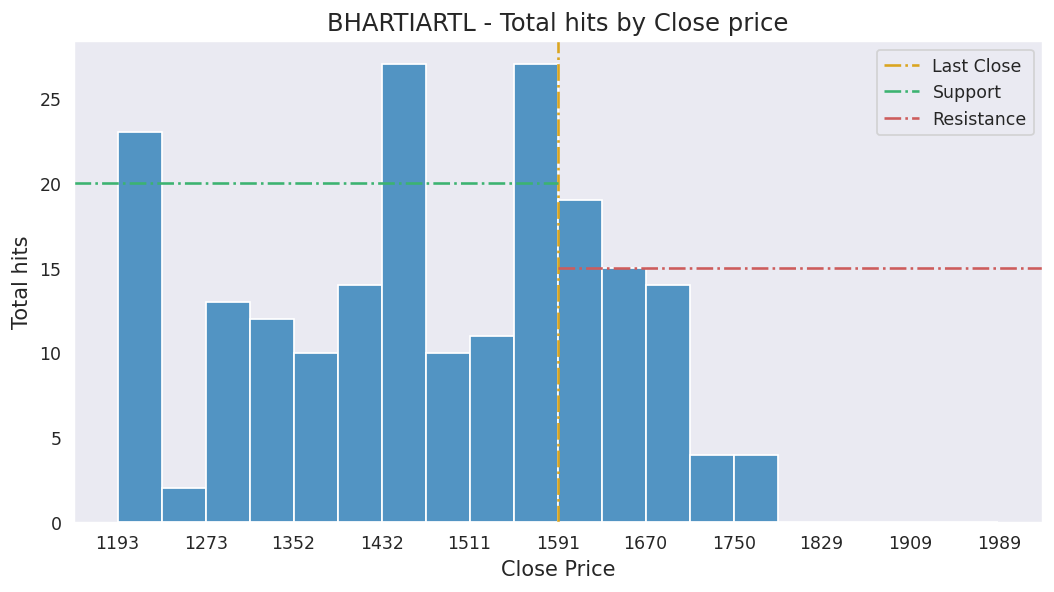 BHARTIARTL - Total hits by Close price
Last Close
Support
Resistance
Total hits
25
20
15
10
5
0
1193 1273 1352 1432 1511 1591 1670 1750 1829 1909 1989
Close Price